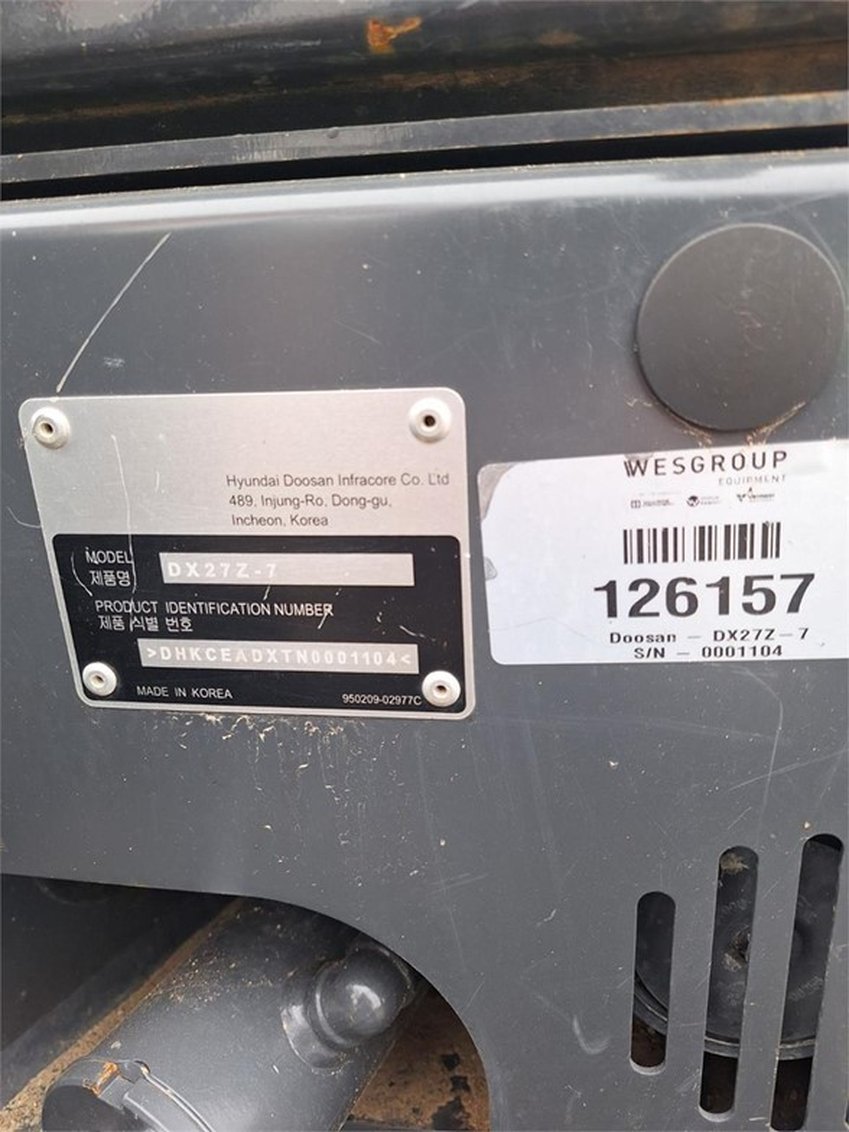 Hyundai Doosan Infracore Co. Ltd
489, Injung-Ro, Dong-gu,
Incheon, Korea
MODEL
제품명
DX27Z-7
PRODUCT IDENTIFICATION NUMBER
제품 식별 번호
>DHKCEADXTN0001104<
MADE IN KOREA
950209-02977C
WESGROUP
EQUIPMENT
Vermeer
126157
Doosan - DX27Z-7
S/N - 0001104